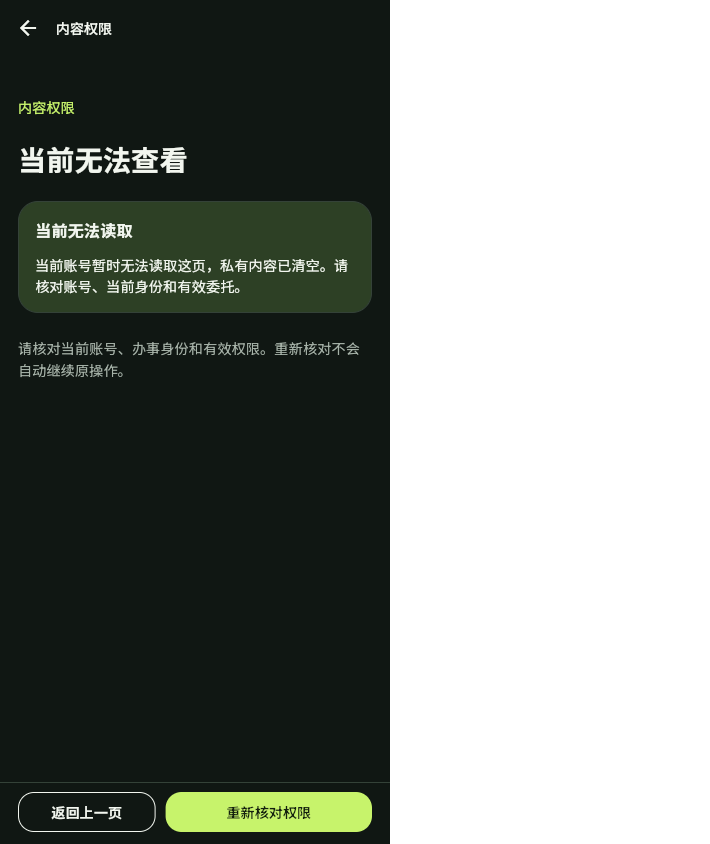 内容权限
内容权限
当前无法查看
当前无法读取
当前账号暂时无法读取这页，私有内容已清空。请
核对账号、当前身份和有效委托。
请核对当前账号、办事身份和有效权限。重新核对不会
自动继续原操作。
返回上一页
重新核对权限